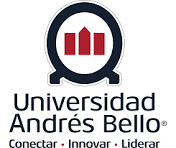 Universidad
Andrés Bello®
Conectar • Innovar • Liderar